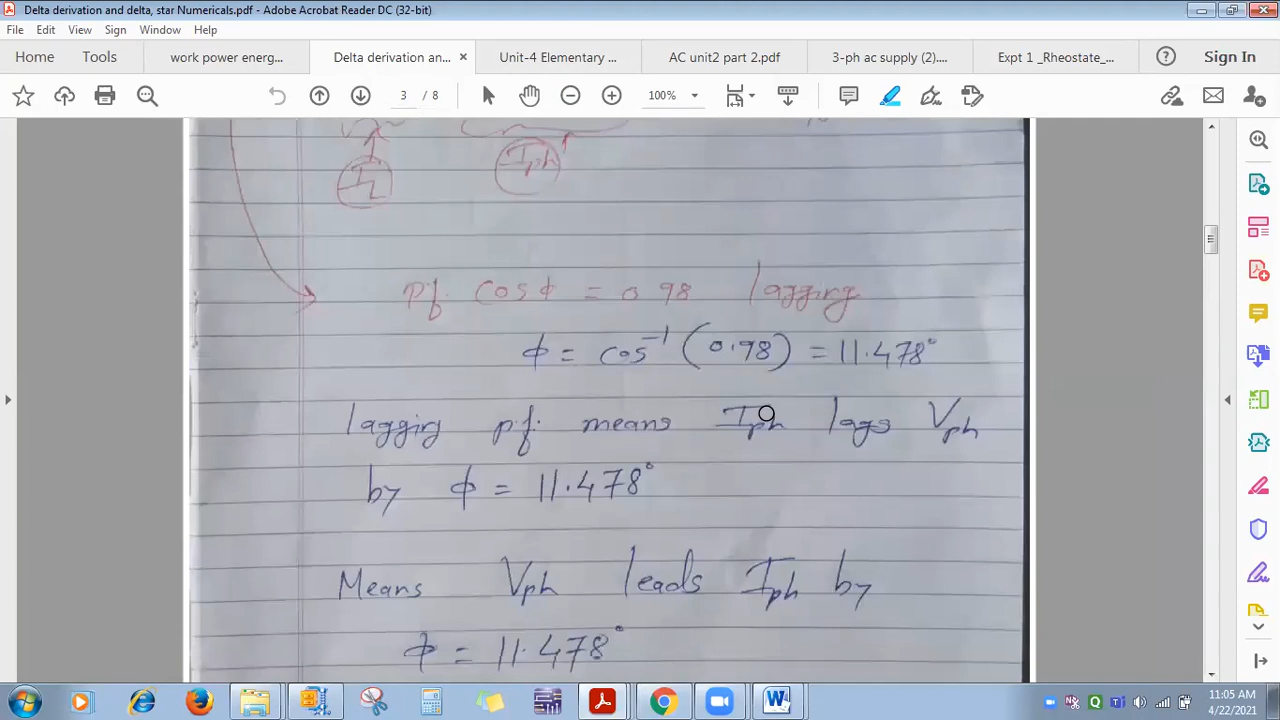 Delta derivation and delta, star Numericals.pdf - Adobe Acrobat Reader DC (32-bit)
File Edit View Sign Window Help
Home Tools work power energ... Delta derivation an... × Unit-4 Elementary ... AC unit2 part 2.pdf 3-ph ac supply (2).... Expt 1 _Rheostate_... Sign In
3 / 8 100%
IL Iph
p.f. cos ϕ = 0.98 lagging
ϕ = cos⁻¹ (0.98) = 11.478°
lagging p.f. means Iph lags Vph
by ϕ = 11.478°
Means Vph leads Iph by
ϕ = 11.478°
11:05 AM
4/22/2021